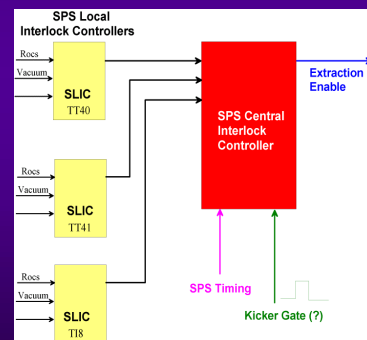 SPS Local
Interlock Controllers
Rocs
Vacuum
SLIC
TT40
Rocs
Vacuum
SLIC
TT41
Rocs
Vacuum
SLIC
TI8
SPS Central
Interlock
Controller
Extraction
Enable
SPS Timing
Kicker Gate (?)